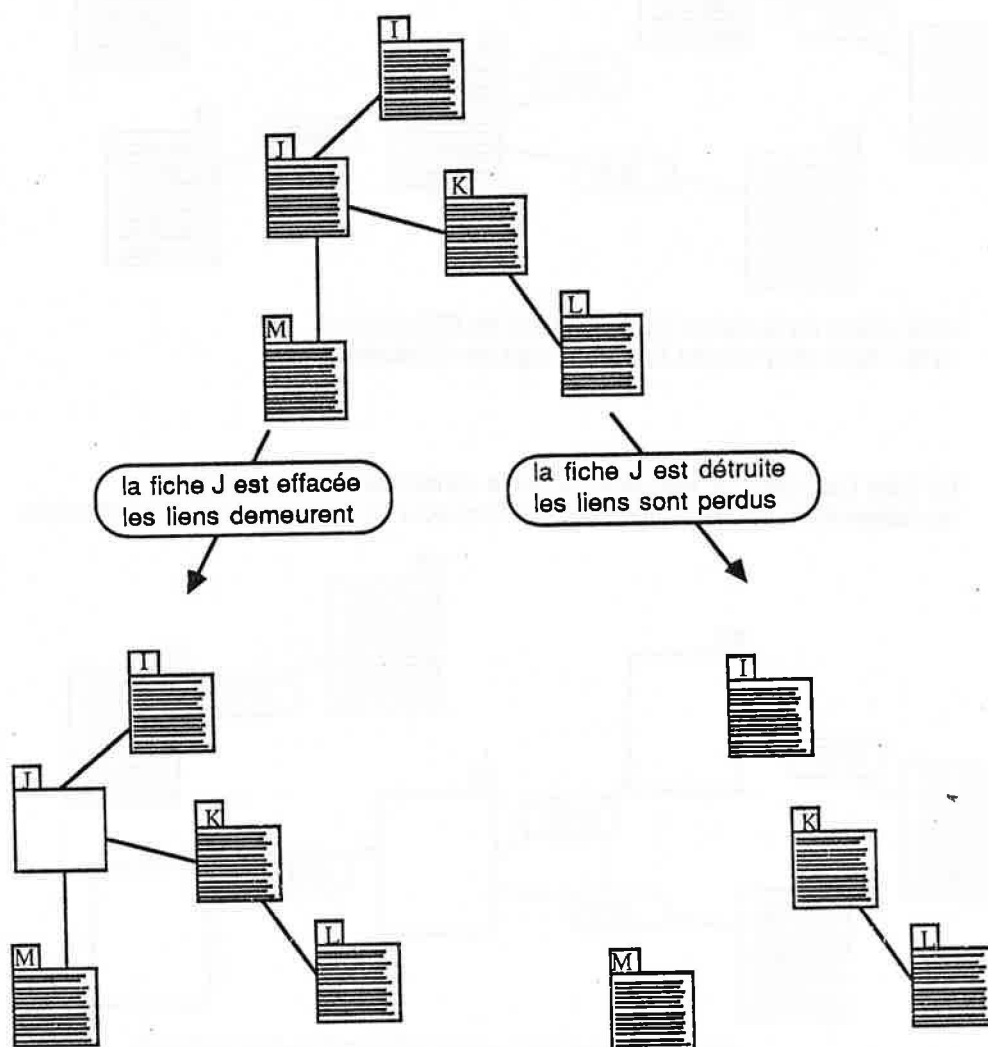 I
J
K
L
M
la fiche J est effacée
les liens demeurent
la fiche J est détruite
les liens sont perdus
I
J
K
L
M
I
K
L
M